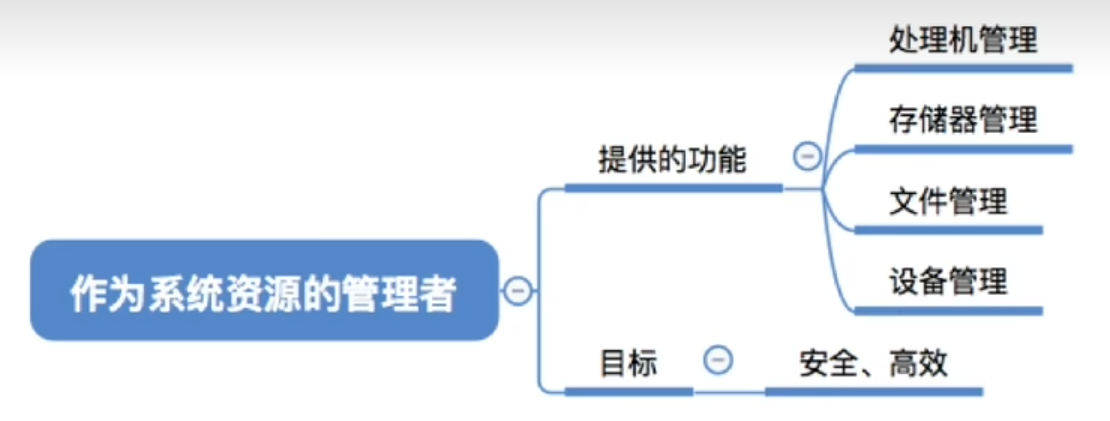 处理机管理
存储器管理
提供的功能
文件管理
设备管理
作为系统资源的管理者
目标
安全、高效